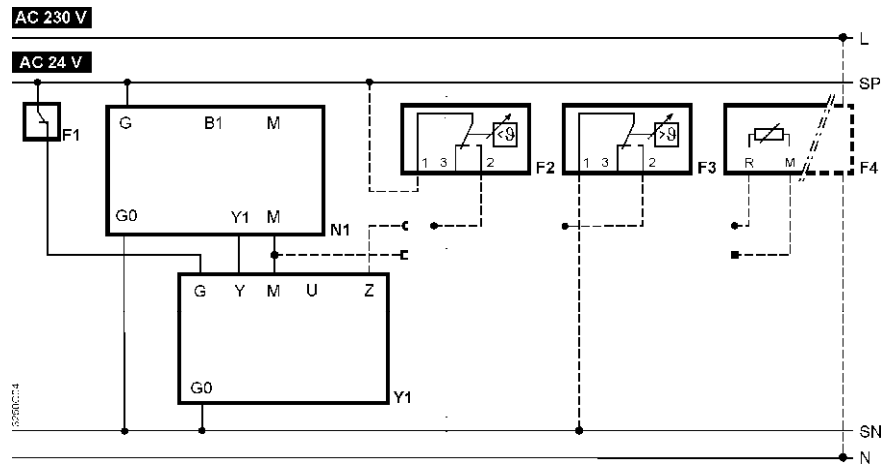 AC 230 V
L
AC 24 V
SP
F1
G B1 M
G0 Y1 M
N1
1 3 2
<ϑ
F2
1 3 2
>ϑ
F3
R M
F4
G Y M U Z
G0
Y1
SN
N